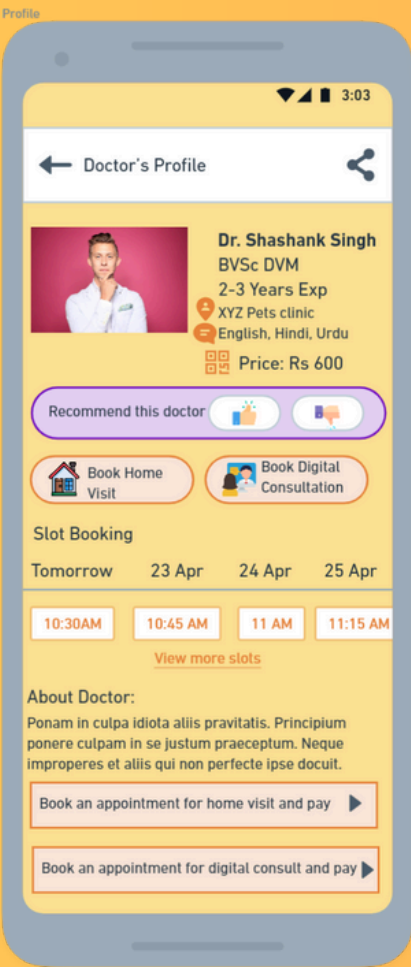 Profile
3:03
Doctor's Profile
Dr. Shashank Singh
BVSc DVM
2-3 Years Exp
XYZ Pets clinic
English, Hindi, Urdu
Price: Rs 600
Recommend this doctor
Book Home
Visit
Book Digital
Consultation
Slot Booking
Tomorrow 23 Apr 24 Apr 25 Apr
10:30AM 10:45 AM 11 AM 11:15 AM
View more slots
About Doctor:
Ponam in culpa idiota aliis pravitatis. Principium
ponere culpam in se justum praeceptum. Neque
improperes et aliis qui non perfecte ipse docuit.
Book an appointment for home visit and pay
Book an appointment for digital consult and pay